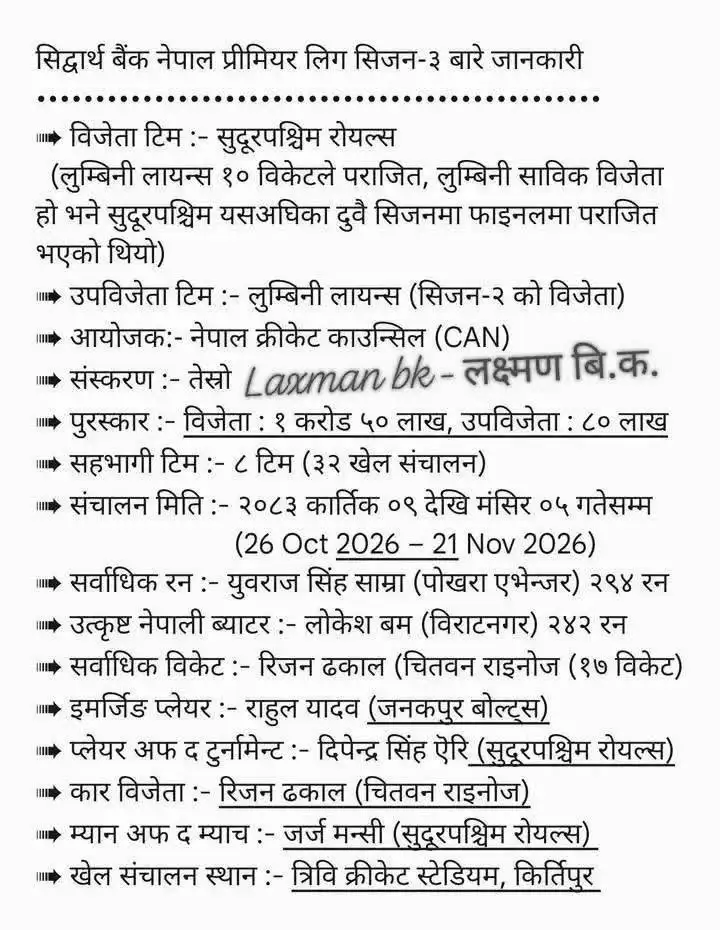 सिद्वार्थ बैंक नेपाल प्रीमियर लिग सिजन-३ बारे जानकारी
••••••••••••••••••••••••••••••••••••••••••••••••
➠ विजेता टिम :- सुदूरपश्चिम रोयल्स
(लुम्बिनी लायन्स १० विकेटले पराजित, लुम्बिनी साविक विजेता
हो भने सुदूरपश्चिम यसअघिका दुवै सिजनमा फाइनलमा पराजित
भएको थियो)
➠ उपविजेता टिम :- लुम्बिनी लायन्स (सिजन-२ को विजेता)
➠ आयोजक:- नेपाल क्रीकेट काउन्सिल (CAN)
➠ संस्करण :- तेस्रो Laxman bk - लक्ष्मण बि.क.
➠ पुरस्कार :- विजेता : १ करोड ५० लाख, उपविजेता : ८० लाख
➠ सहभागी टिम :- ८ टिम (३२ खेल संचालन)
➠ संचालन मिति :- २०८३ कार्तिक ०९ देखि मंसिर ०५ गतेसम्म
(26 Oct 2026 – 21 Nov 2026)
➠ सर्वाधिक रन :- युवराज सिंह साम्रा (पोखरा एभेन्जर) २९४ रन
➠ उत्कृष्ट नेपाली ब्याटर :- लोकेश बम (विराटनगर) २४२ रन
➠ सर्वाधिक विकेट :- रिजन ढकाल (चितवन राइनोज (१७ विकेट)
➠ इमर्जिङ प्लेयर :- राहुल यादव (जनकपुर बोल्ट्स)
➠ प्लेयर अफ द टुर्नामेन्ट :- दिपेन्द्र सिंह ऐरि (सुदूरपश्चिम रोयल्स)
➠ कार विजेता :- रिजन ढकाल (चितवन राइनोज)
➠ म्यान अफ द म्याच :- जर्ज मन्सी (सुदूरपश्चिम रोयल्स)
➠ खेल संचालन स्थान :- त्रिवि क्रीकेट स्टेडियम, किर्तिपुर